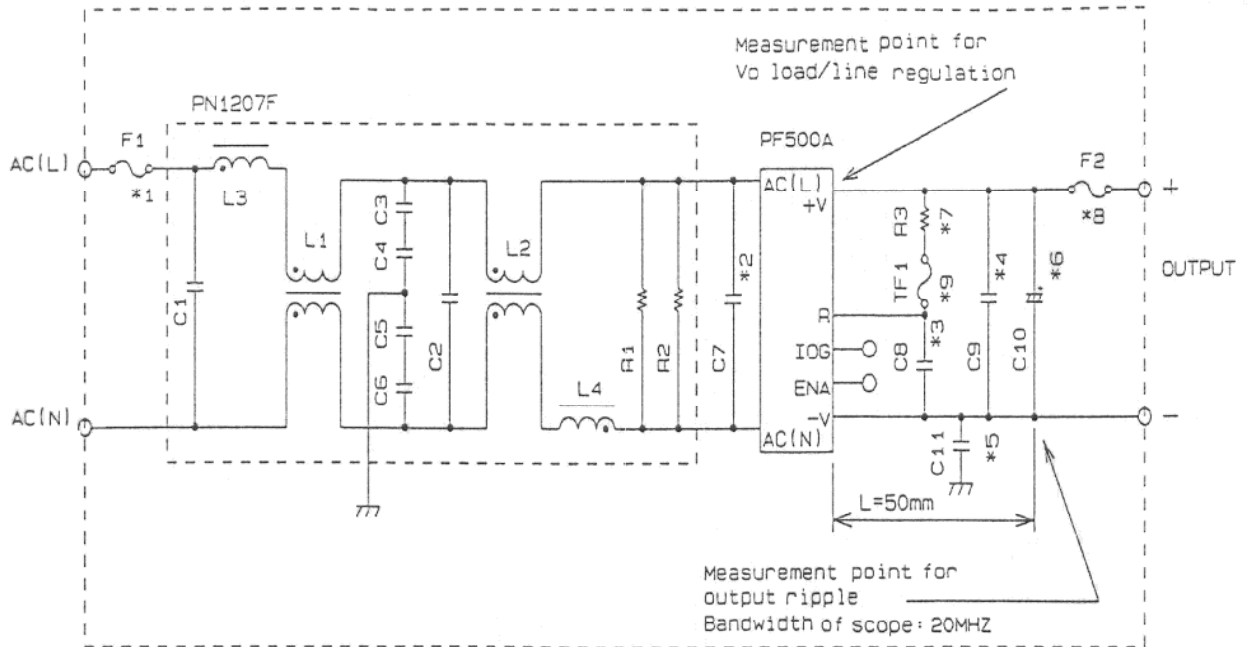 Measurement point for
Vo load/line regulation
PN1207F
PF500A
AC(L)
F1
*1
L3
C1
L1
C3
C4
C5
C6
C2
L2
L4
R1
R2
C7
*2
AC(L)
+V
R
IOG
ENA
-V
AC(N)
R3
*7
TF1
*9
C8
*3
C9
*4
C10
*6
F2
*8
+
OUTPUT
-
C11
*5
AC(N)
L=50mm
Measurement point for
output ripple
Bandwidth of scope: 20MHZ